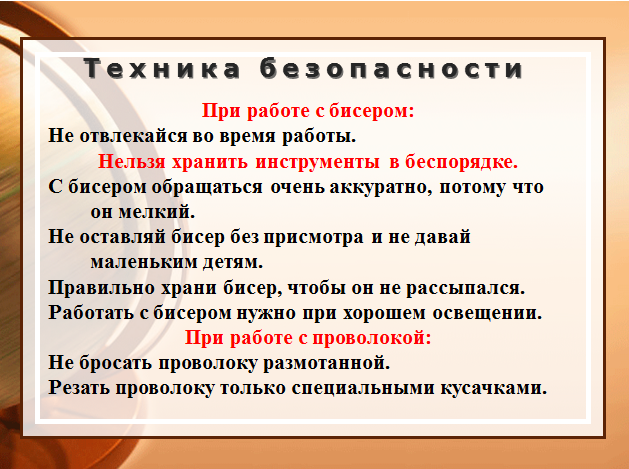 Техника безопасности
При работе с бисером:
Не отвлекайся во время работы.
Нельзя хранить инструменты в беспорядке.
С бисером обращаться очень аккуратно, потому что
он мелкий.
Не оставляй бисер без присмотра и не давай
маленьким детям.
Правильно храни бисер, чтобы он не рассыпался.
Работать с бисером нужно при хорошем освещении.
При работе с проволокой:
Не бросать проволоку размотанной.
Резать проволоку только специальными кусачками.